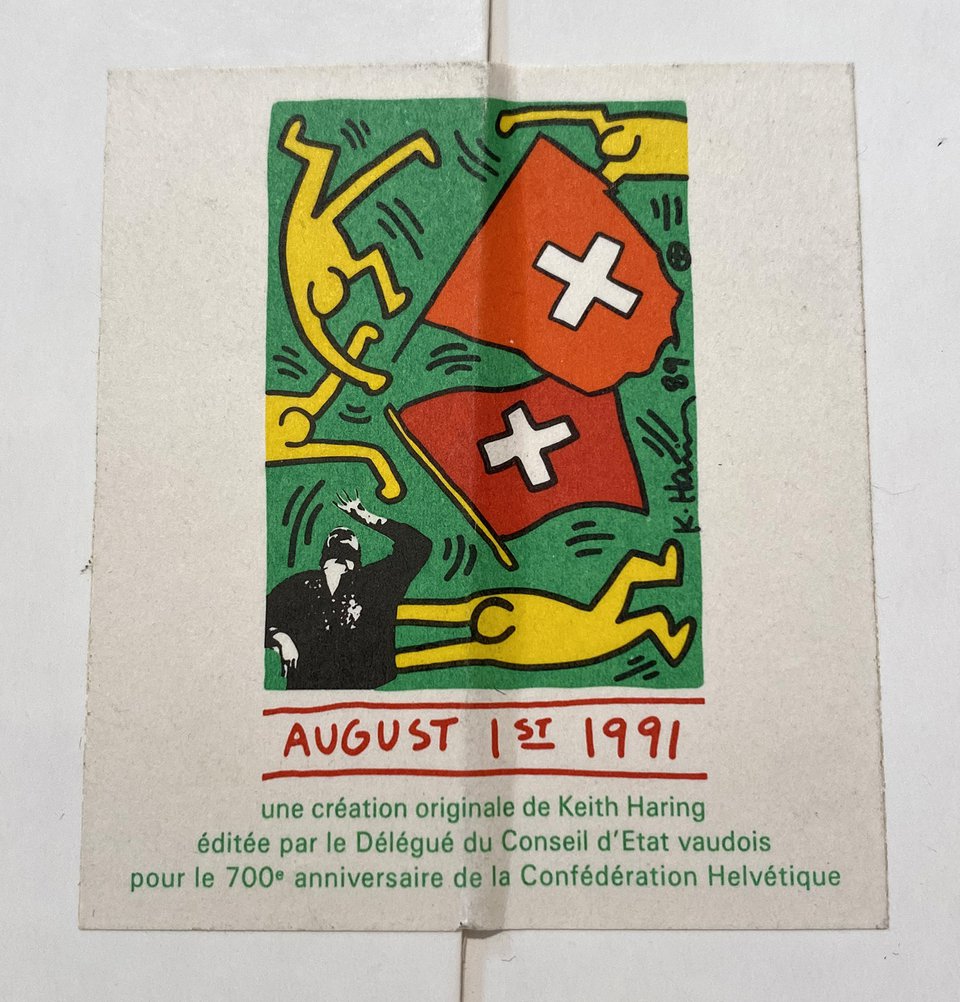 K. Haring 89
AUGUST 1ST 1991
une création originale de Keith Haring
éditée par le Délégué du Conseil d'Etat vaudois
pour le 700e anniversaire de la Confédération Helvétique